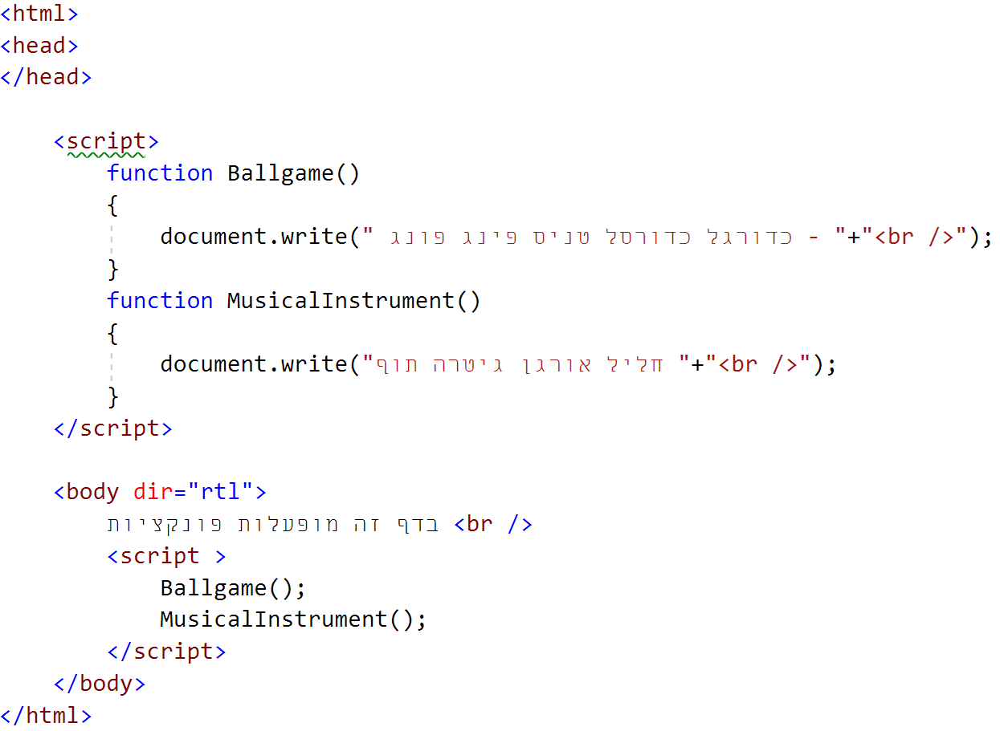 <html>
<head>
</head>
<script>
function Ballgame()
{
document.write(" כדורגל כדורסל טניס פינג פונג - "+"<br />");
}
function MusicalInstrument()
{
document.write("חליל אורגן גיטרה תוף "+"<br />");
}
</script>
<body dir="rtl">
בדף זה מופעלות פונקציות <br />
<script >
Ballgame();
MusicalInstrument();
</script>
</body>
</html>